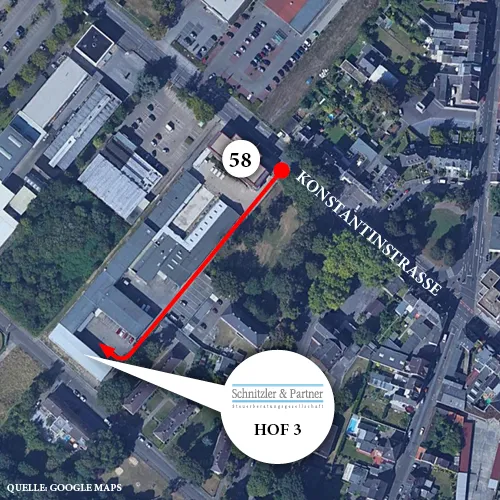 58
KONSTANTINSTRASSE
Schnitzler & Partner
Steuerberatungsgesellschaft
HOF 3
QUELLE: GOOGLE MAPS